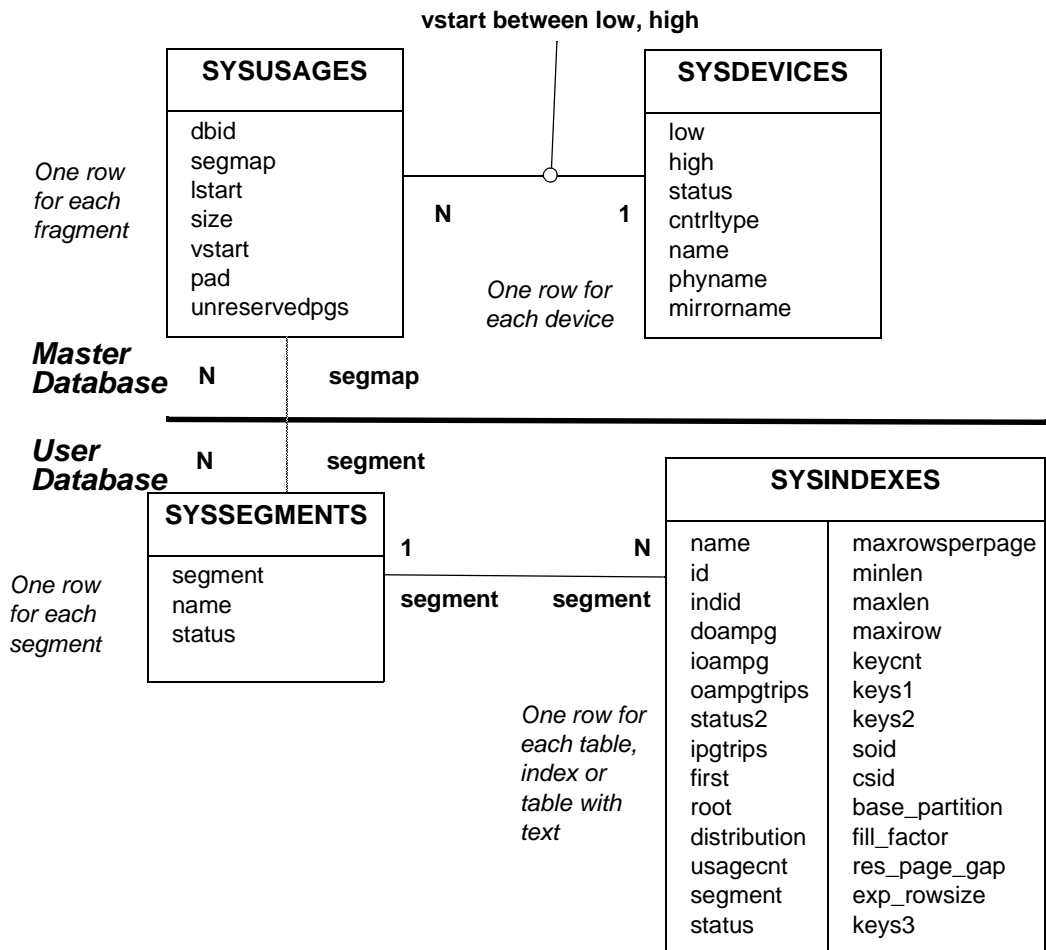 vstart between low, high
SYSUSAGES
dbid
segmap
lstart
size
vstart
pad
unreservedpgs
One row
for each
fragment
N
1
SYSDEVICES
low
high
status
cntrltype
name
phyname
mirrorname
One row for
each device
Master
Database
N
segmap
User
Database
N
segment
SYSSEGMENTS
segment
name
status
One row
for each
segment
1
N
segment
segment
SYSINDEXES
name
id
indid
doampg
ioampg
oampgtrips
status2
ipgtrips
first
root
distribution
usagecnt
segment
status
maxrowsperpage
minlen
maxlen
maxirow
keycnt
keys1
keys2
soid
csid
base_partition
fill_factor
res_page_gap
exp_rowsize
keys3
One row for
each table,
index or
table with
text